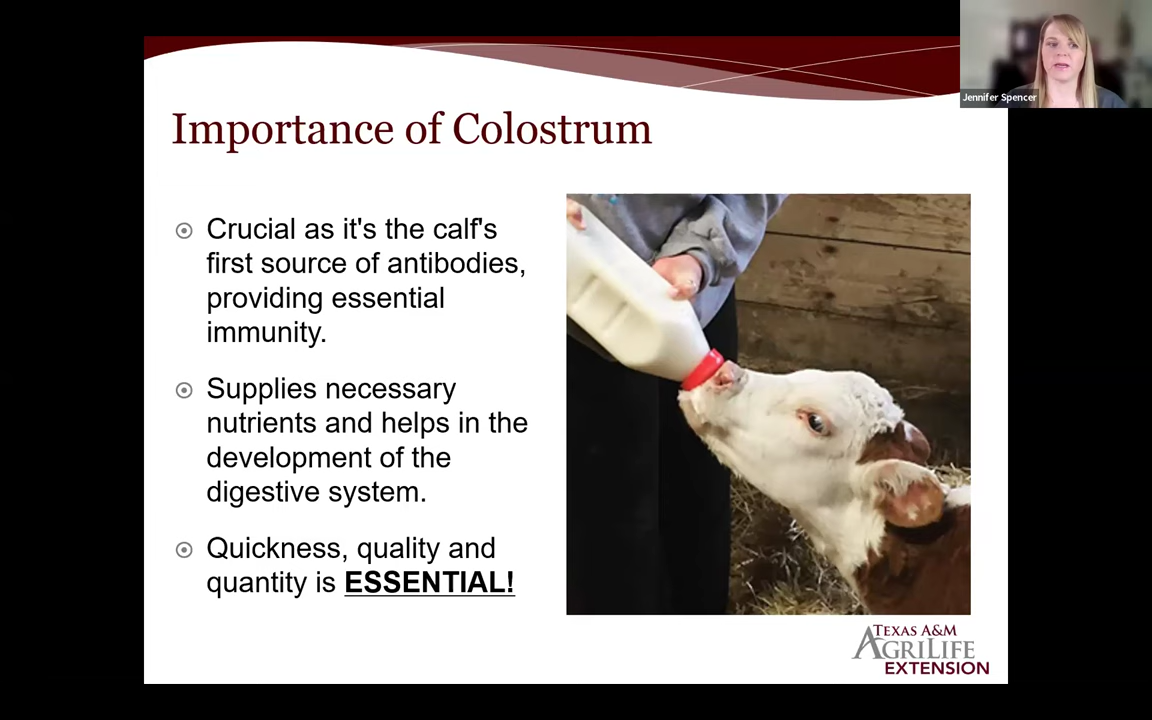 Jennifer Spencer
Importance of Colostrum
Crucial as it's the calf's
first source of antibodies,
providing essential
immunity.
Supplies necessary
nutrients and helps in the
development of the
digestive system.
Quickness, quality and
quantity is ESSENTIAL!
TEXAS A&M
AGRILIFE
EXTENSION